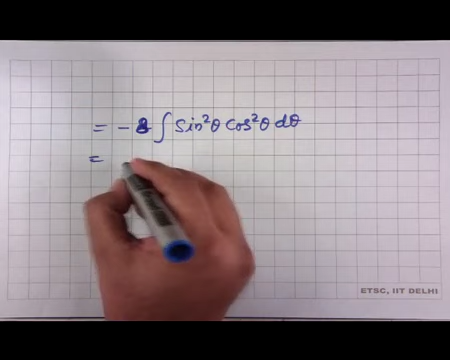 = - 8 ∫ Sin²θ Cos²θ dθ
=
ETSC, IIT DELHI